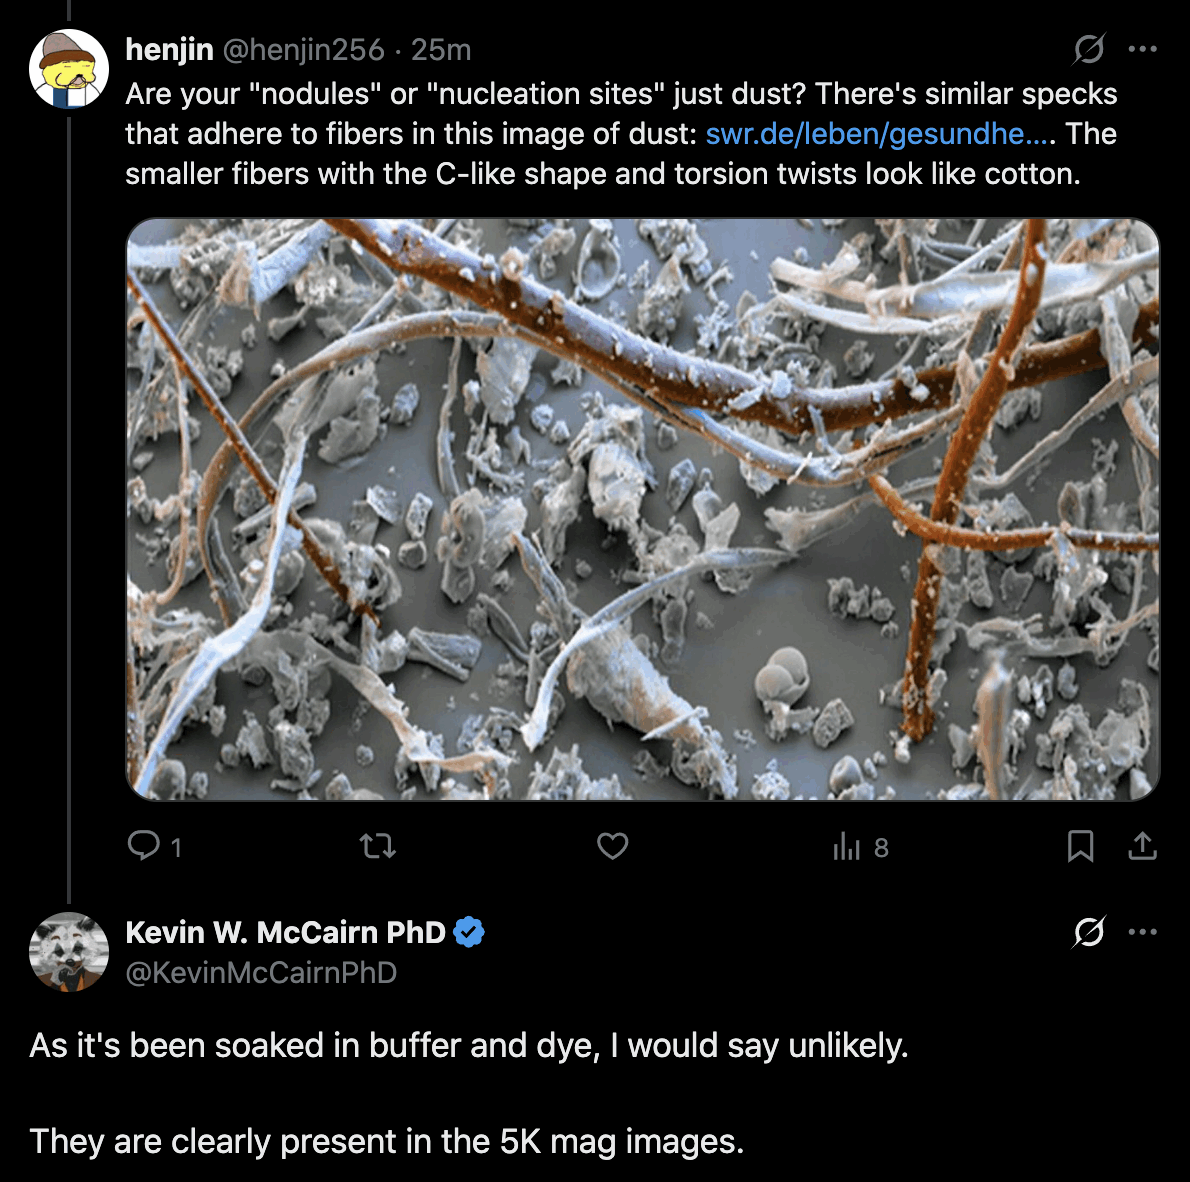 henjin @henjin256 · 25m
Are your "nodules" or "nucleation sites" just dust? There's similar specks
that adhere to fibers in this image of dust: swr.de/leben/gesundhe.... The
smaller fibers with the C-like shape and torsion twists look like cotton.
1
8
Kevin W. McCairn PhD
@KevinMcCairnPhD
As it's been soaked in buffer and dye, I would say unlikely.
They are clearly present in the 5K mag images.